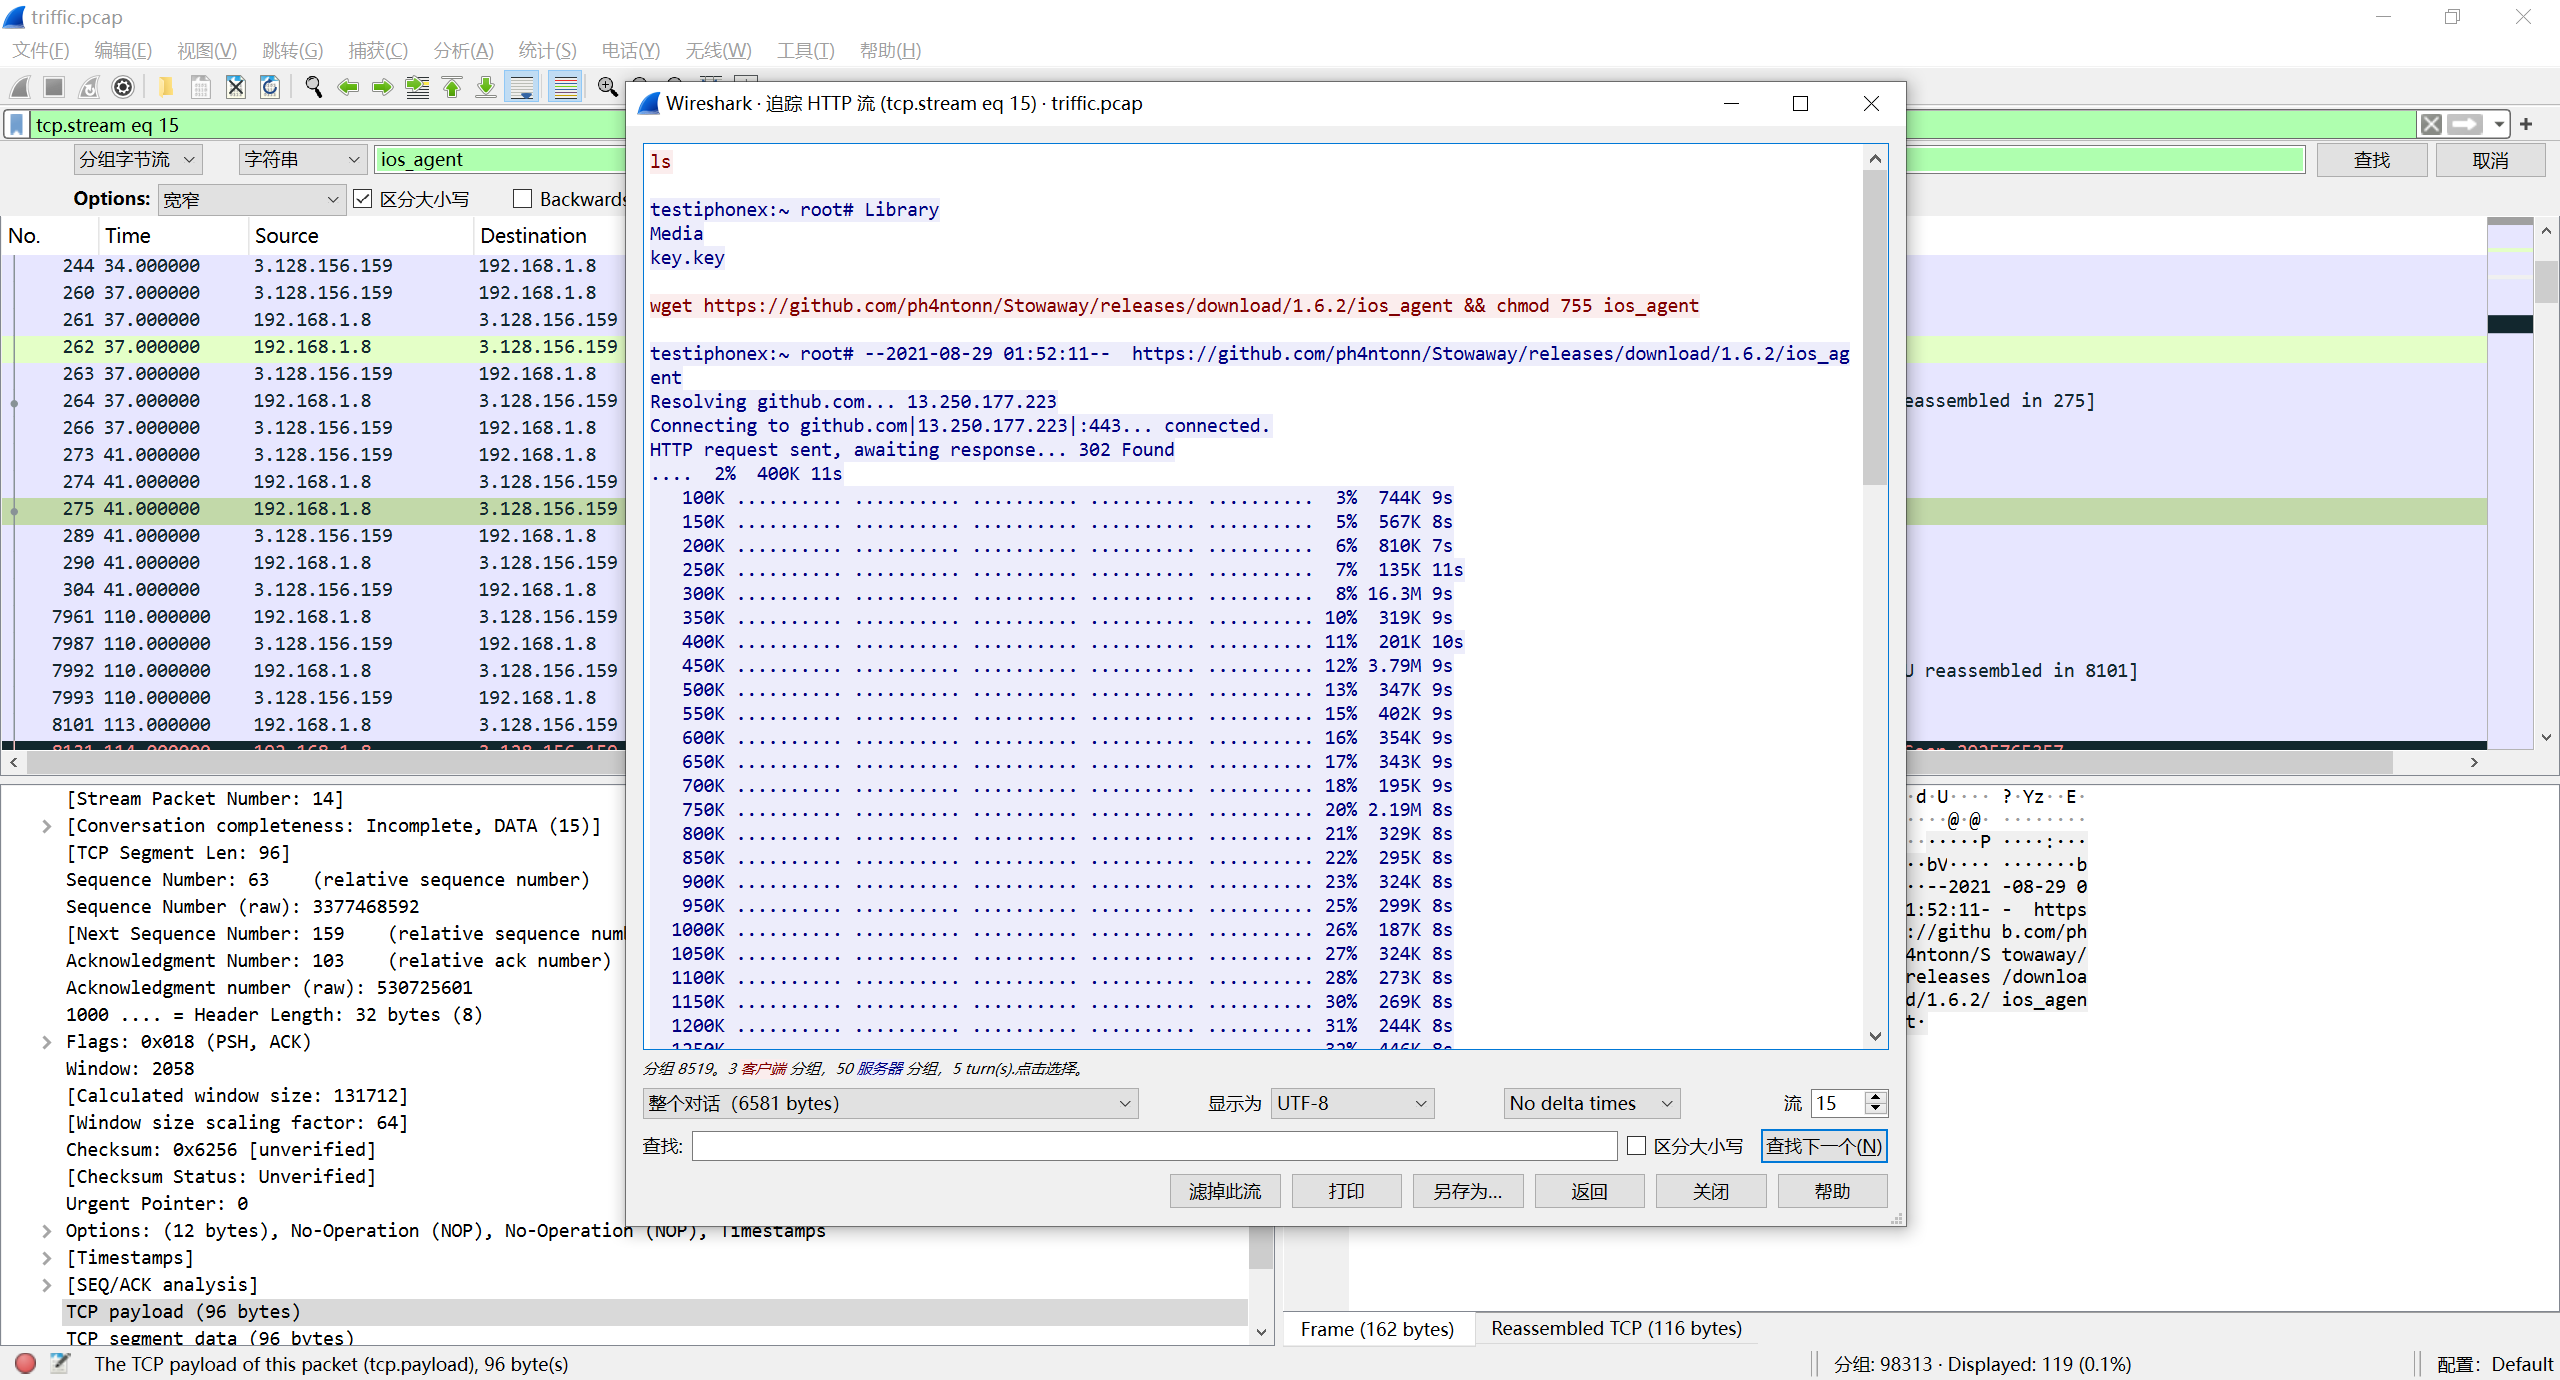 triffic.pcap
文件(F) 编辑(E) 视图(V) 跳转(G) 捕获(C) 分析(A) 统计(S) 电话(Y) 无线(W) 工具(T) 帮助(H)
tcp.stream eq 15
分组字节流 字符串 ios_agent 查找 取消
Options: 宽窄 区分大小写 Backwards
No. Time Source Destination
244 34.000000 3.128.156.159 192.168.1.8
260 37.000000 3.128.156.159 192.168.1.8
261 37.000000 192.168.1.8 3.128.156.159
262 37.000000 192.168.1.8 3.128.156.159
263 37.000000 192.168.1.8 3.128.156.159
264 37.000000 192.168.1.8 3.128.156.159 eassembled in 275]
266 37.000000 192.168.1.8 3.128.156.159
273 41.000000 192.168.1.8 3.128.156.159
274 41.000000 192.168.1.8 3.128.156.159
275 41.000000 192.168.1.8 3.128.156.159
289 41.000000 3.128.156.159 192.168.1.8
290 41.000000 192.168.1.8 3.128.156.159
304 41.000000 3.128.156.159 192.168.1.8
7961 110.000000 192.168.1.8 3.128.156.159
7987 110.000000 3.128.156.159 192.168.1.8
7992 110.000000 192.168.1.8 3.128.156.159 U reassembled in 8101]
7993 110.000000 3.128.156.159 192.168.1.8
8101 113.000000 192.168.1.8 3.128.156.159
8131 114.000000 192.168.1.8 3.128.156.159
[Stream Packet Number: 14]
[Conversation completeness: Incomplete, DATA (15)]
[TCP Segment Len: 96]
Sequence Number: 63 (relative sequence number)
Sequence Number (raw): 3377468592
[Next Sequence Number: 159 (relative sequence num
Acknowledgment Number: 103 (relative ack number)
Acknowledgment number (raw): 530725601
1000 .... = Header Length: 32 bytes (8)
Flags: 0x018 (PSH, ACK)
Window: 2058
[Calculated window size: 131712]
[Window size scaling factor: 64]
Checksum: 0x6256 [unverified]
[Checksum Status: Unverified]
Urgent Pointer: 0
Options: (12 bytes), No-Operation (NOP), No-Operation (NOP), Timestamps
[Timestamps]
[SEQ/ACK analysis]
TCP payload (96 bytes)
TCP segment data (96 bytes)
Wireshark · 追踪 HTTP 流 (tcp.stream eq 15) · triffic.pcap
ls
testiphonex:~ root# Library
Media
key.key
wget https://github.com/ph4ntonn/Stowaway/releases/download/1.6.2/ios_agent && chmod 755 ios_agent
testiphonex:~ root# --2021-08-29 01:52:11--  https://github.com/ph4ntonn/Stowaway/releases/download/1.6.2/ios_ag
ent
Resolving github.com... 13.250.177.223
Connecting to github.com|13.250.177.223|:443... connected.
HTTP request sent, awaiting response... 302 Found
....  2%  400K 11s
100K .......... .......... .......... .......... ..........  3%  744K 9s
150K .......... .......... .......... .......... ..........  5%  567K 8s
200K .......... .......... .......... .......... ..........  6%  810K 7s
250K .......... .......... .......... .......... ..........  7%  135K 11s
300K .......... .......... .......... .......... ..........  8% 16.3M 9s
350K .......... .......... .......... .......... .......... 10%  319K 9s
400K .......... .......... .......... .......... .......... 11%  201K 10s
450K .......... .......... .......... .......... .......... 12% 3.79M 9s
500K .......... .......... .......... .......... .......... 13%  347K 9s
550K .......... .......... .......... .......... .......... 15%  402K 9s
600K .......... .......... .......... .......... .......... 16%  354K 9s
650K .......... .......... .......... .......... .......... 17%  343K 9s
700K .......... .......... .......... .......... .......... 18%  195K 9s
750K .......... .......... .......... .......... .......... 20% 2.19M 8s
800K .......... .......... .......... .......... .......... 21%  329K 8s
850K .......... .......... .......... .......... .......... 22%  295K 8s
900K .......... .......... .......... .......... .......... 23%  324K 8s
950K .......... .......... .......... .......... .......... 25%  299K 8s
1000K .......... .......... .......... .......... .......... 26%  187K 8s
1050K .......... .......... .......... .......... .......... 27%  324K 8s
1100K .......... .......... .......... .......... .......... 28%  273K 8s
1150K .......... .......... .......... .......... .......... 30%  269K 8s
1200K .......... .......... .......... .......... .......... 31%  244K 8s
1250K .......... .......... .......... .......... .......... 32%  446K 8s
分组 8519。3 客户端 分组，50 服务器 分组，5 turn(s).点击选择。
整个对话（6581 bytes） 显示为 UTF-8 No delta times 流 15
查找: 区分大小写 查找下一个(N)
滤掉此流 打印 另存为… 返回 关闭 帮助
·d·U···· ?·Yz··E·
····@·@· ········
······P ····:···
··bV···· ·······b
··--2021 -08-29 0
1:52:11- -  https
://githu b.com/ph
4ntonn/S towaway/
releases /downloa
d/1.6.2/ ios_agen
t·
Frame (162 bytes) Reassembled TCP (116 bytes)
The TCP payload of this packet (tcp.payload), 96 byte(s) 分组: 98313 · Displayed: 119 (0.1%) 配置： Default